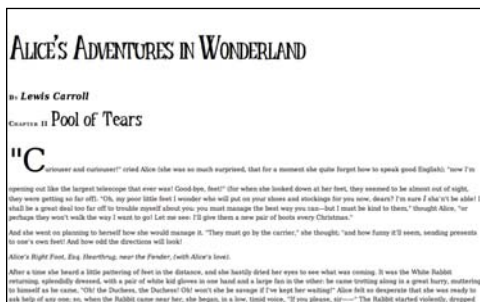 Alice's Adventures in Wonderland
By Lewis Carroll
Chapter II Pool of Tears
"Curiouser and curiouser!" cried Alice (she was so much surprised, that for a moment she quite forgot how to speak good English); "now I'm
opening out like the largest telescope that ever was! Good-bye, feet!" (for when she looked down at her feet, they seemed to be almost out of sight,
they were getting so far off). "Oh, my poor little feet I wonder who will put on your shoes and stockings for you now, dears? I'm sure I sha'n't be able! I
shall be a great deal too far off to trouble myself about you: you must manage the best way you can—but I must be kind to them," thought Alice, "or
perhaps they won't walk the way I want to go! Let me see: I'll give them a new pair of boots every Christmas."
And she went on planning to herself how she would manage it. "They must go by the carrier," she thought; "and how funny it'll seem, sending presents
to one's own feet! And how odd the directions will look!
Alice's Right Foot, Esq. Hearthrug, near the Fender, (with Alice's love).
After a time she heard a little pattering of feet in the distance, and she hastily dried her eyes to see what was coming. It was the White Rabbit
returning, splendidly dressed, with a pair of white kid gloves in one hand and a large fan in the other: he came trotting along in a great hurry, muttering
to himself as he came, "Oh! the Duchess, the Duchess! Oh! won't she be savage if I've kept her waiting!" Alice felt so desperate that she was ready to
ask help of any one; so, when the Rabbit came near her, she began, in a low, timid voice, "If you please, sir——" The Rabbit started violently, dropped